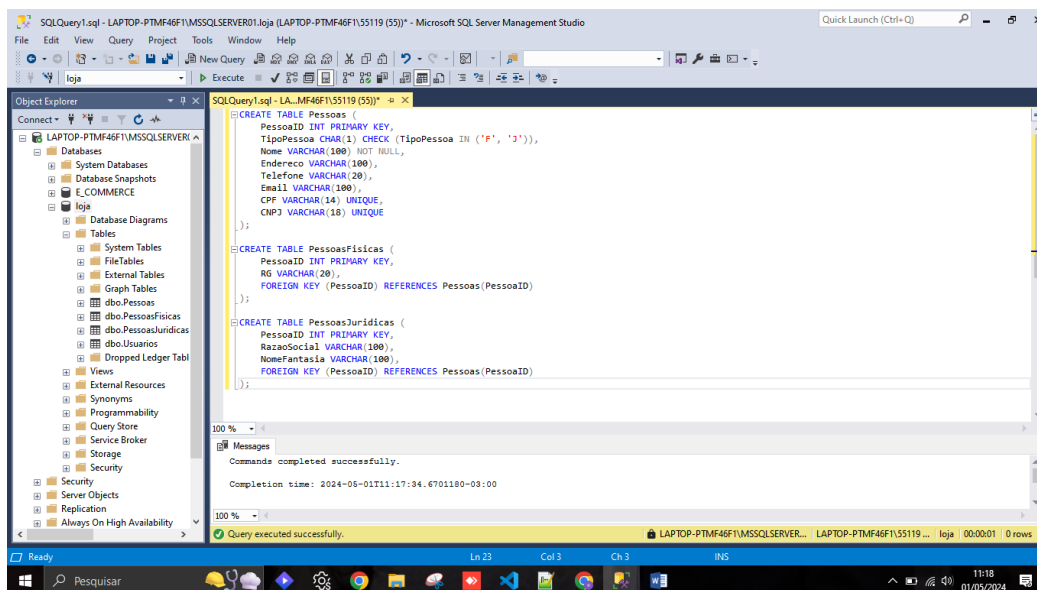 SQLQuery1.sql - LAPTOP-PTMF46F1\MSSQLSERVER01.loja (LAPTOP-PTMF46F1\55119 (55))* - Microsoft SQL Server Management Studio
Quick Launch (Ctrl+Q)
File Edit View Query Project Tools Window Help
New Query
loja
Execute
Object Explorer
SQLQuery1.sql - LA...MF46F1\55119 (55))*
Connect
LAPTOP-PTMF46F1\MSSQLSERVER(
Databases
System Databases
Database Snapshots
E_COMMERCE
loja
Database Diagrams
Tables
System Tables
FileTables
External Tables
Graph Tables
dbo.Pessoas
dbo.PessoasFisicas
dbo.PessoasJuridicas
dbo.Usuarios
Dropped Ledger Tabl
Views
External Resources
Synonyms
Programmability
Query Store
Service Broker
Storage
Security
Security
Server Objects
Replication
Always On High Availability
CREATE TABLE Pessoas (
PessoaID INT PRIMARY KEY,
TipoPessoa CHAR(1) CHECK (TipoPessoa IN ('F', 'J')),
Nome VARCHAR(100) NOT NULL,
Endereco VARCHAR(100),
Telefone VARCHAR(20),
Email VARCHAR(100),
CPF VARCHAR(14) UNIQUE,
CNPJ VARCHAR(18) UNIQUE
);
CREATE TABLE PessoasFisicas (
PessoaID INT PRIMARY KEY,
RG VARCHAR(20),
FOREIGN KEY (PessoaID) REFERENCES Pessoas(PessoaID)
);
CREATE TABLE PessoasJuridicas (
PessoaID INT PRIMARY KEY,
RazaoSocial VARCHAR(100),
NomeFantasia VARCHAR(100),
FOREIGN KEY (PessoaID) REFERENCES Pessoas(PessoaID)
);
100 %
Messages
Commands completed successfully.
Completion time: 2024-05-01T11:17:34.6701180-03:00
100 %
Query executed successfully.
LAPTOP-PTMF46F1\MSSQLSERVER... LAPTOP-PTMF46F1\55119 ... loja 00:00:01 0 rows
Ready Ln 23 Col 3 Ch 3 INS
Pesquisar
11:18
01/05/2024